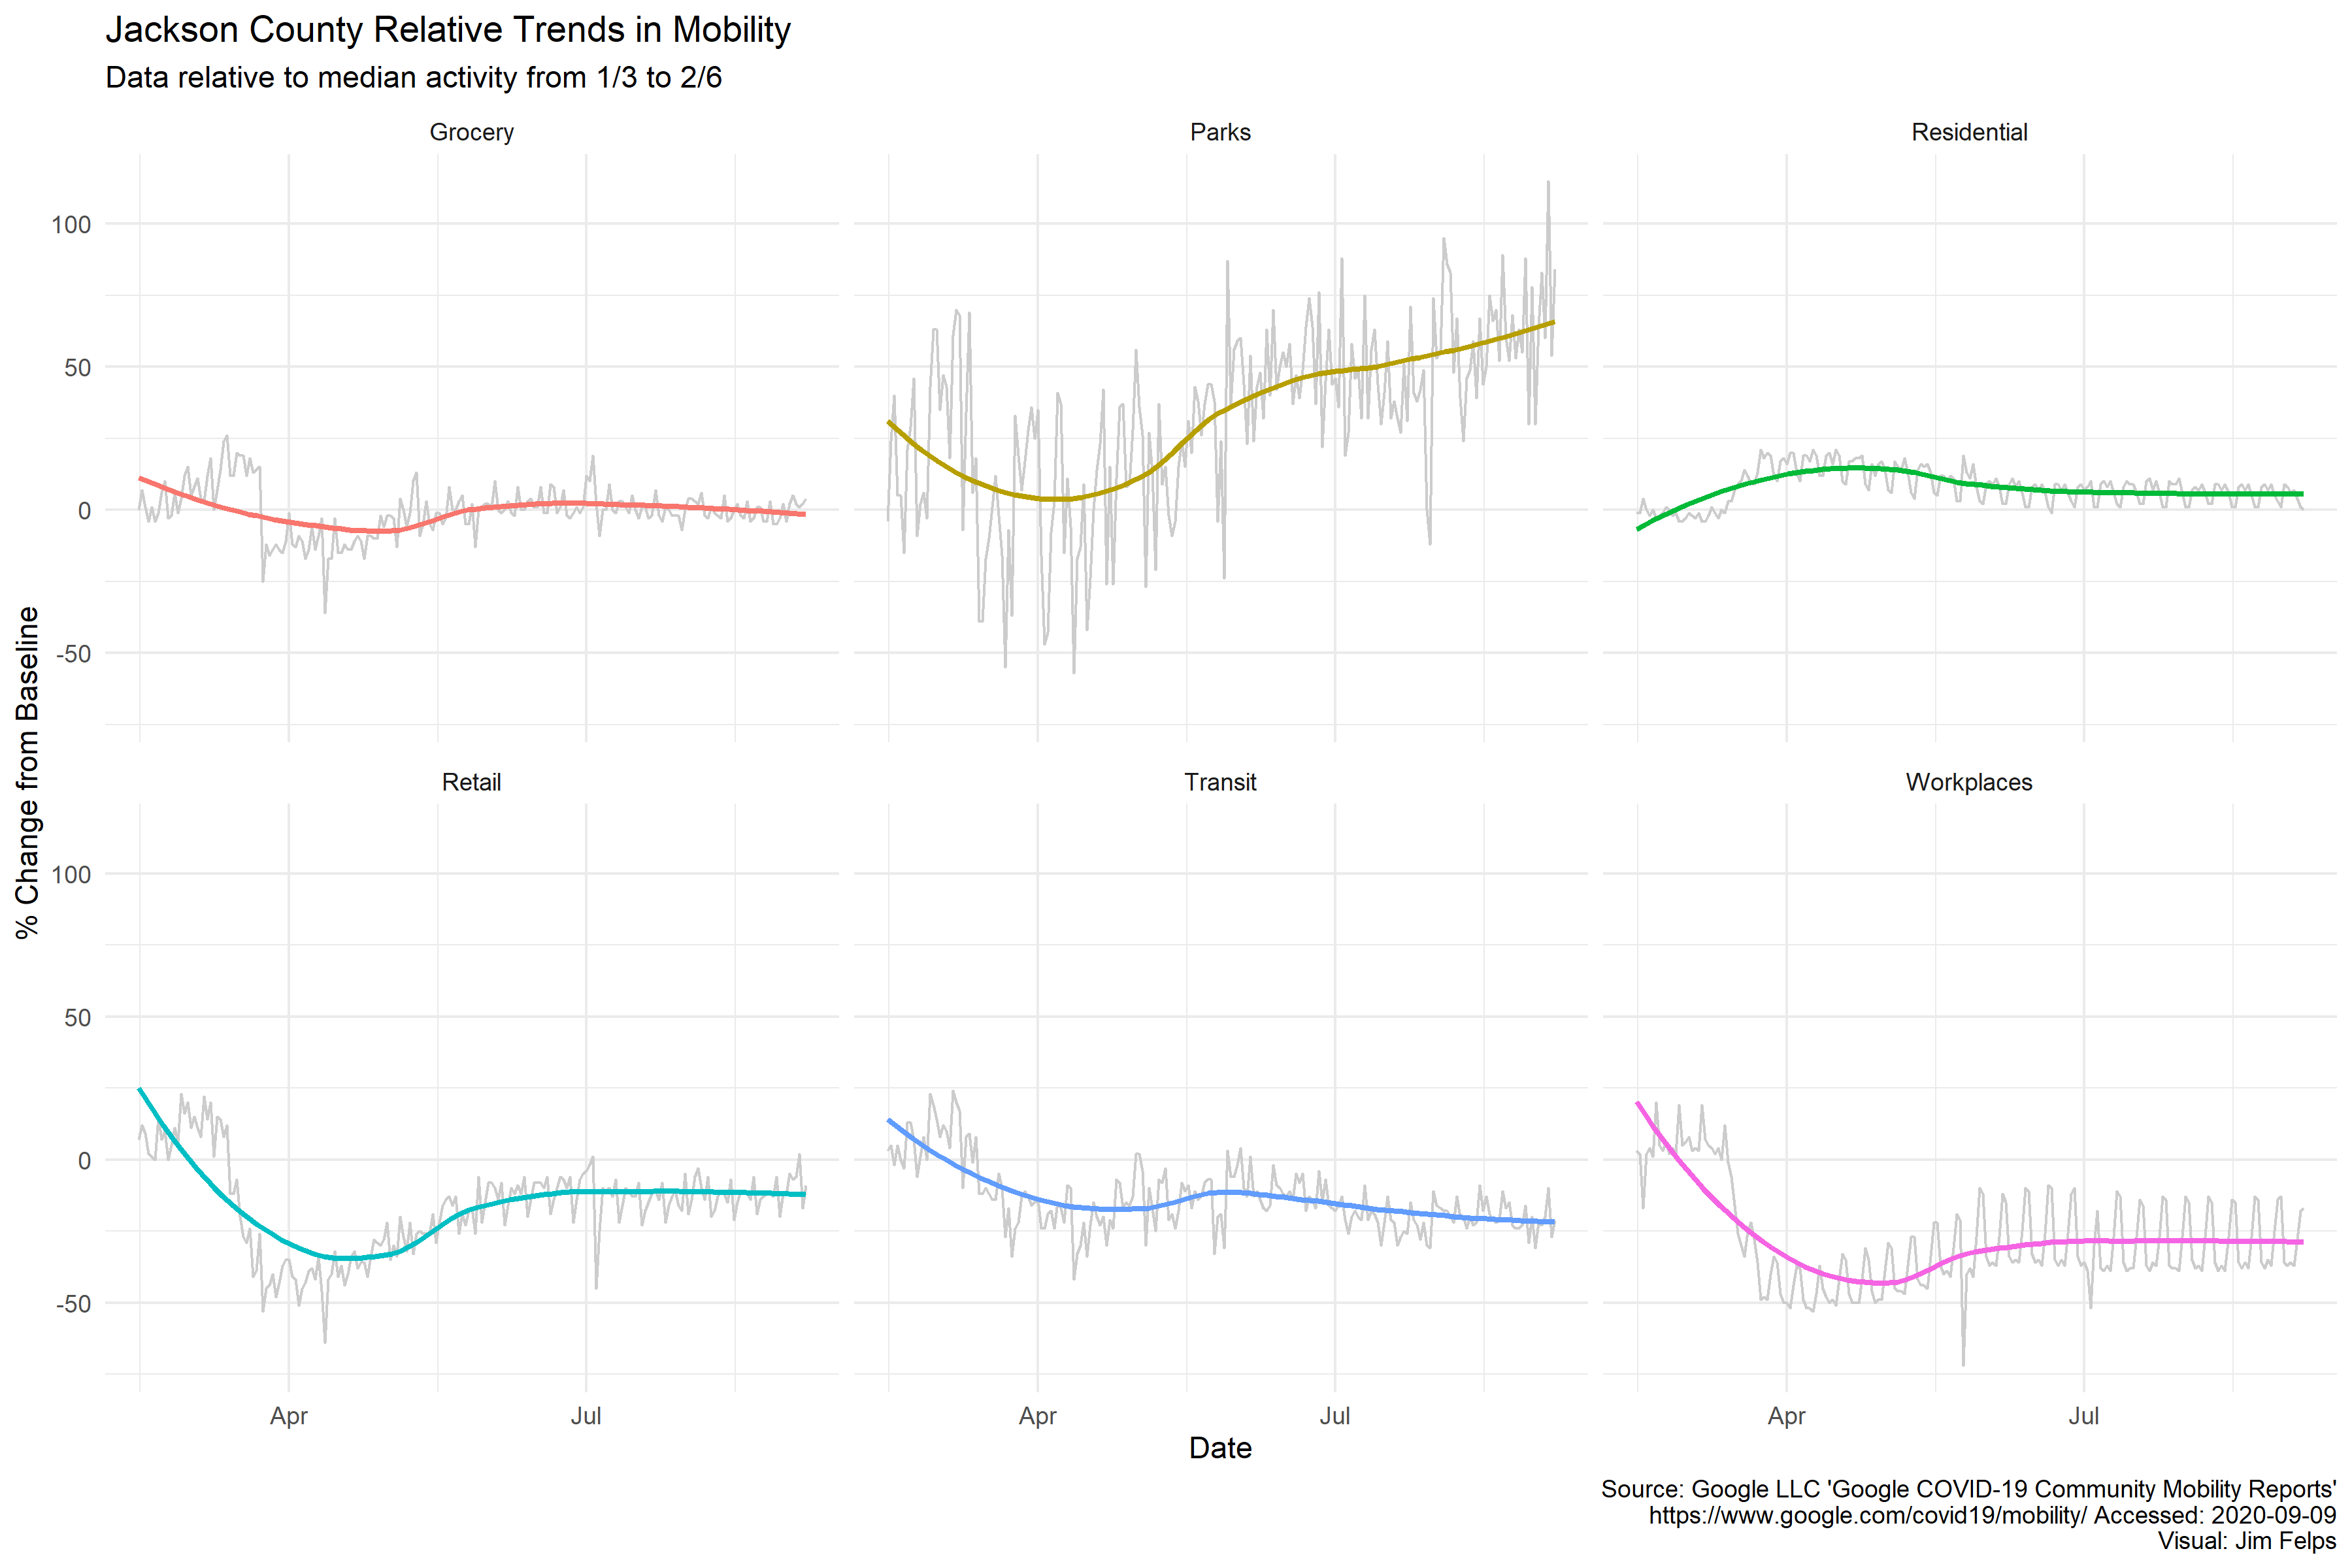 Jackson County Relative Trends in Mobility
Data relative to median activity from 1/3 to 2/6
Grocery
Parks
Residential
100
50
0
-50
% Change from Baseline
Retail
Transit
Workplaces
100
50
0
-50
Apr
Jul
Apr
Jul
Apr
Jul
Date
Source: Google LLC 'Google COVID-19 Community Mobility Reports'
https://www.google.com/covid19/mobility/ Accessed: 2020-09-09
Visual: Jim Felps